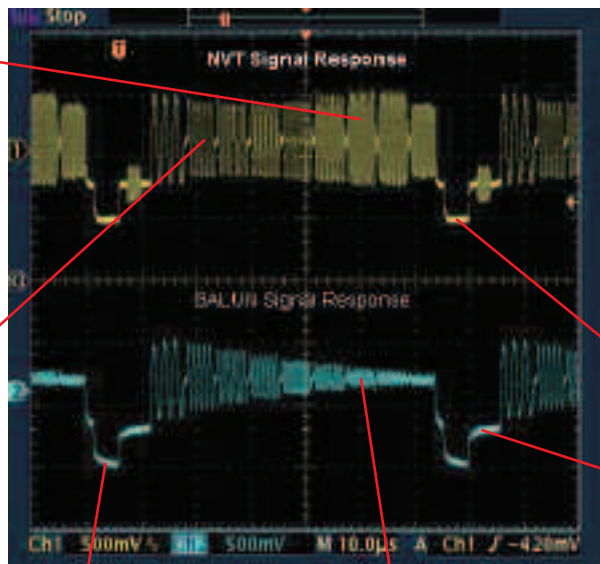 Stop
T
NVT Signal Response
1
BALUN Signal Response
2
Ch1 500mV 500mV M 10.0µs A Ch1 -420mV